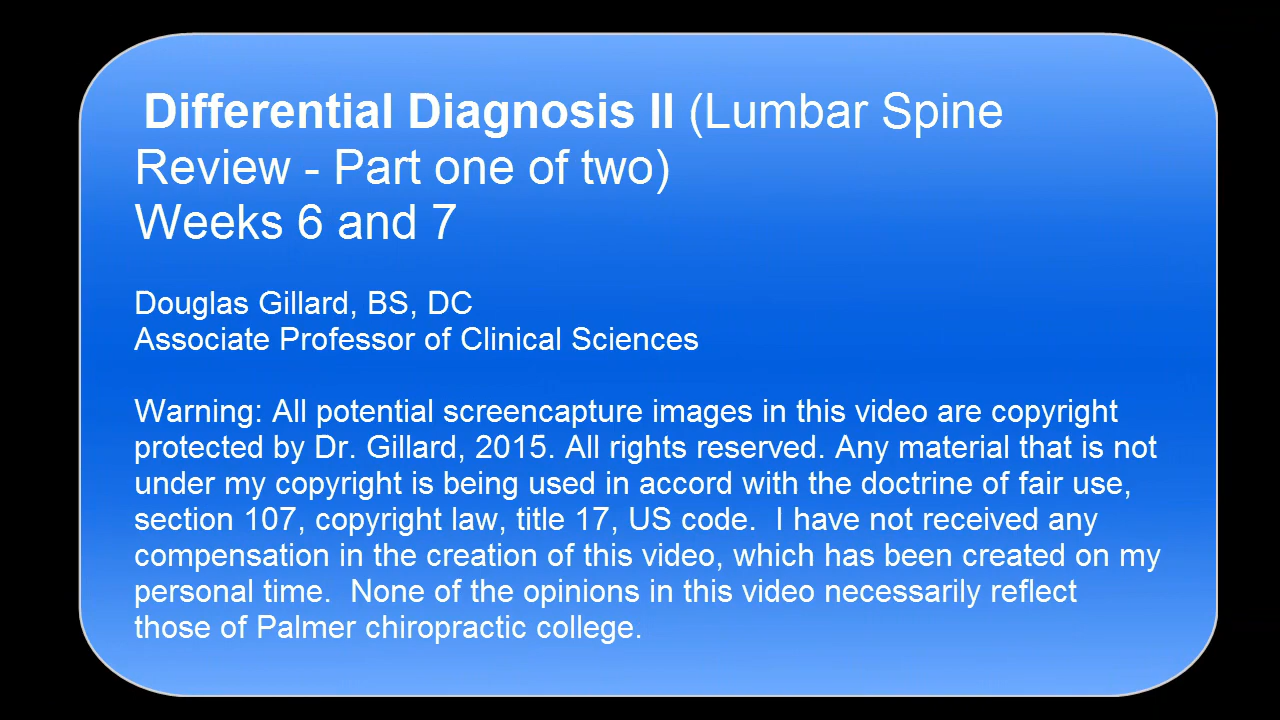 Differential Diagnosis II (Lumbar Spine
Review - Part one of two)
Weeks 6 and 7
Douglas Gillard, BS, DC
Associate Professor of Clinical Sciences
Warning: All potential screencapture images in this video are copyright
protected by Dr. Gillard, 2015. All rights reserved. Any material that is not
under my copyright is being used in accord with the doctrine of fair use,
section 107, copyright law, title 17, US code.  I have not received any
compensation in the creation of this video, which has been created on my
personal time.  None of the opinions in this video necessarily reflect
those of Palmer chiropractic college.